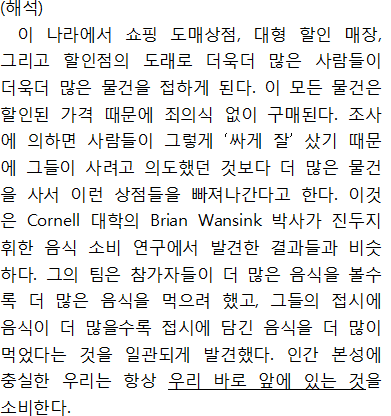 (해석)
이 나라에서 쇼핑 도매상점, 대형 할인 매장,
그리고 할인점의 도래로 더욱더 많은 사람들이
더욱더 많은 물건을 접하게 된다. 이 모든 물건은
할인된 가격 때문에 죄의식 없이 구매된다. 조사
에 의하면 사람들이 그렇게 ‘싸게 잘’ 샀기 때문
에 그들이 사려고 의도했던 것보다 더 많은 물건
을 사서 이런 상점들을 빠져나간다고 한다. 이것
은 Cornell 대학의 Brian Wansink 박사가 진두지
휘한 음식 소비 연구에서 발견한 결과들과 비슷
하다. 그의 팀은 참가자들이 더 많은 음식을 볼수
록 더 많은 음식을 먹으려 했고, 그들의 접시에
음식이 더 많을수록 접시에 담긴 음식을 더 많이
먹었다는 것을 일관되게 발견했다. 인간 본성에
충실한 우리는 항상 우리 바로 앞에 있는 것을
소비한다.